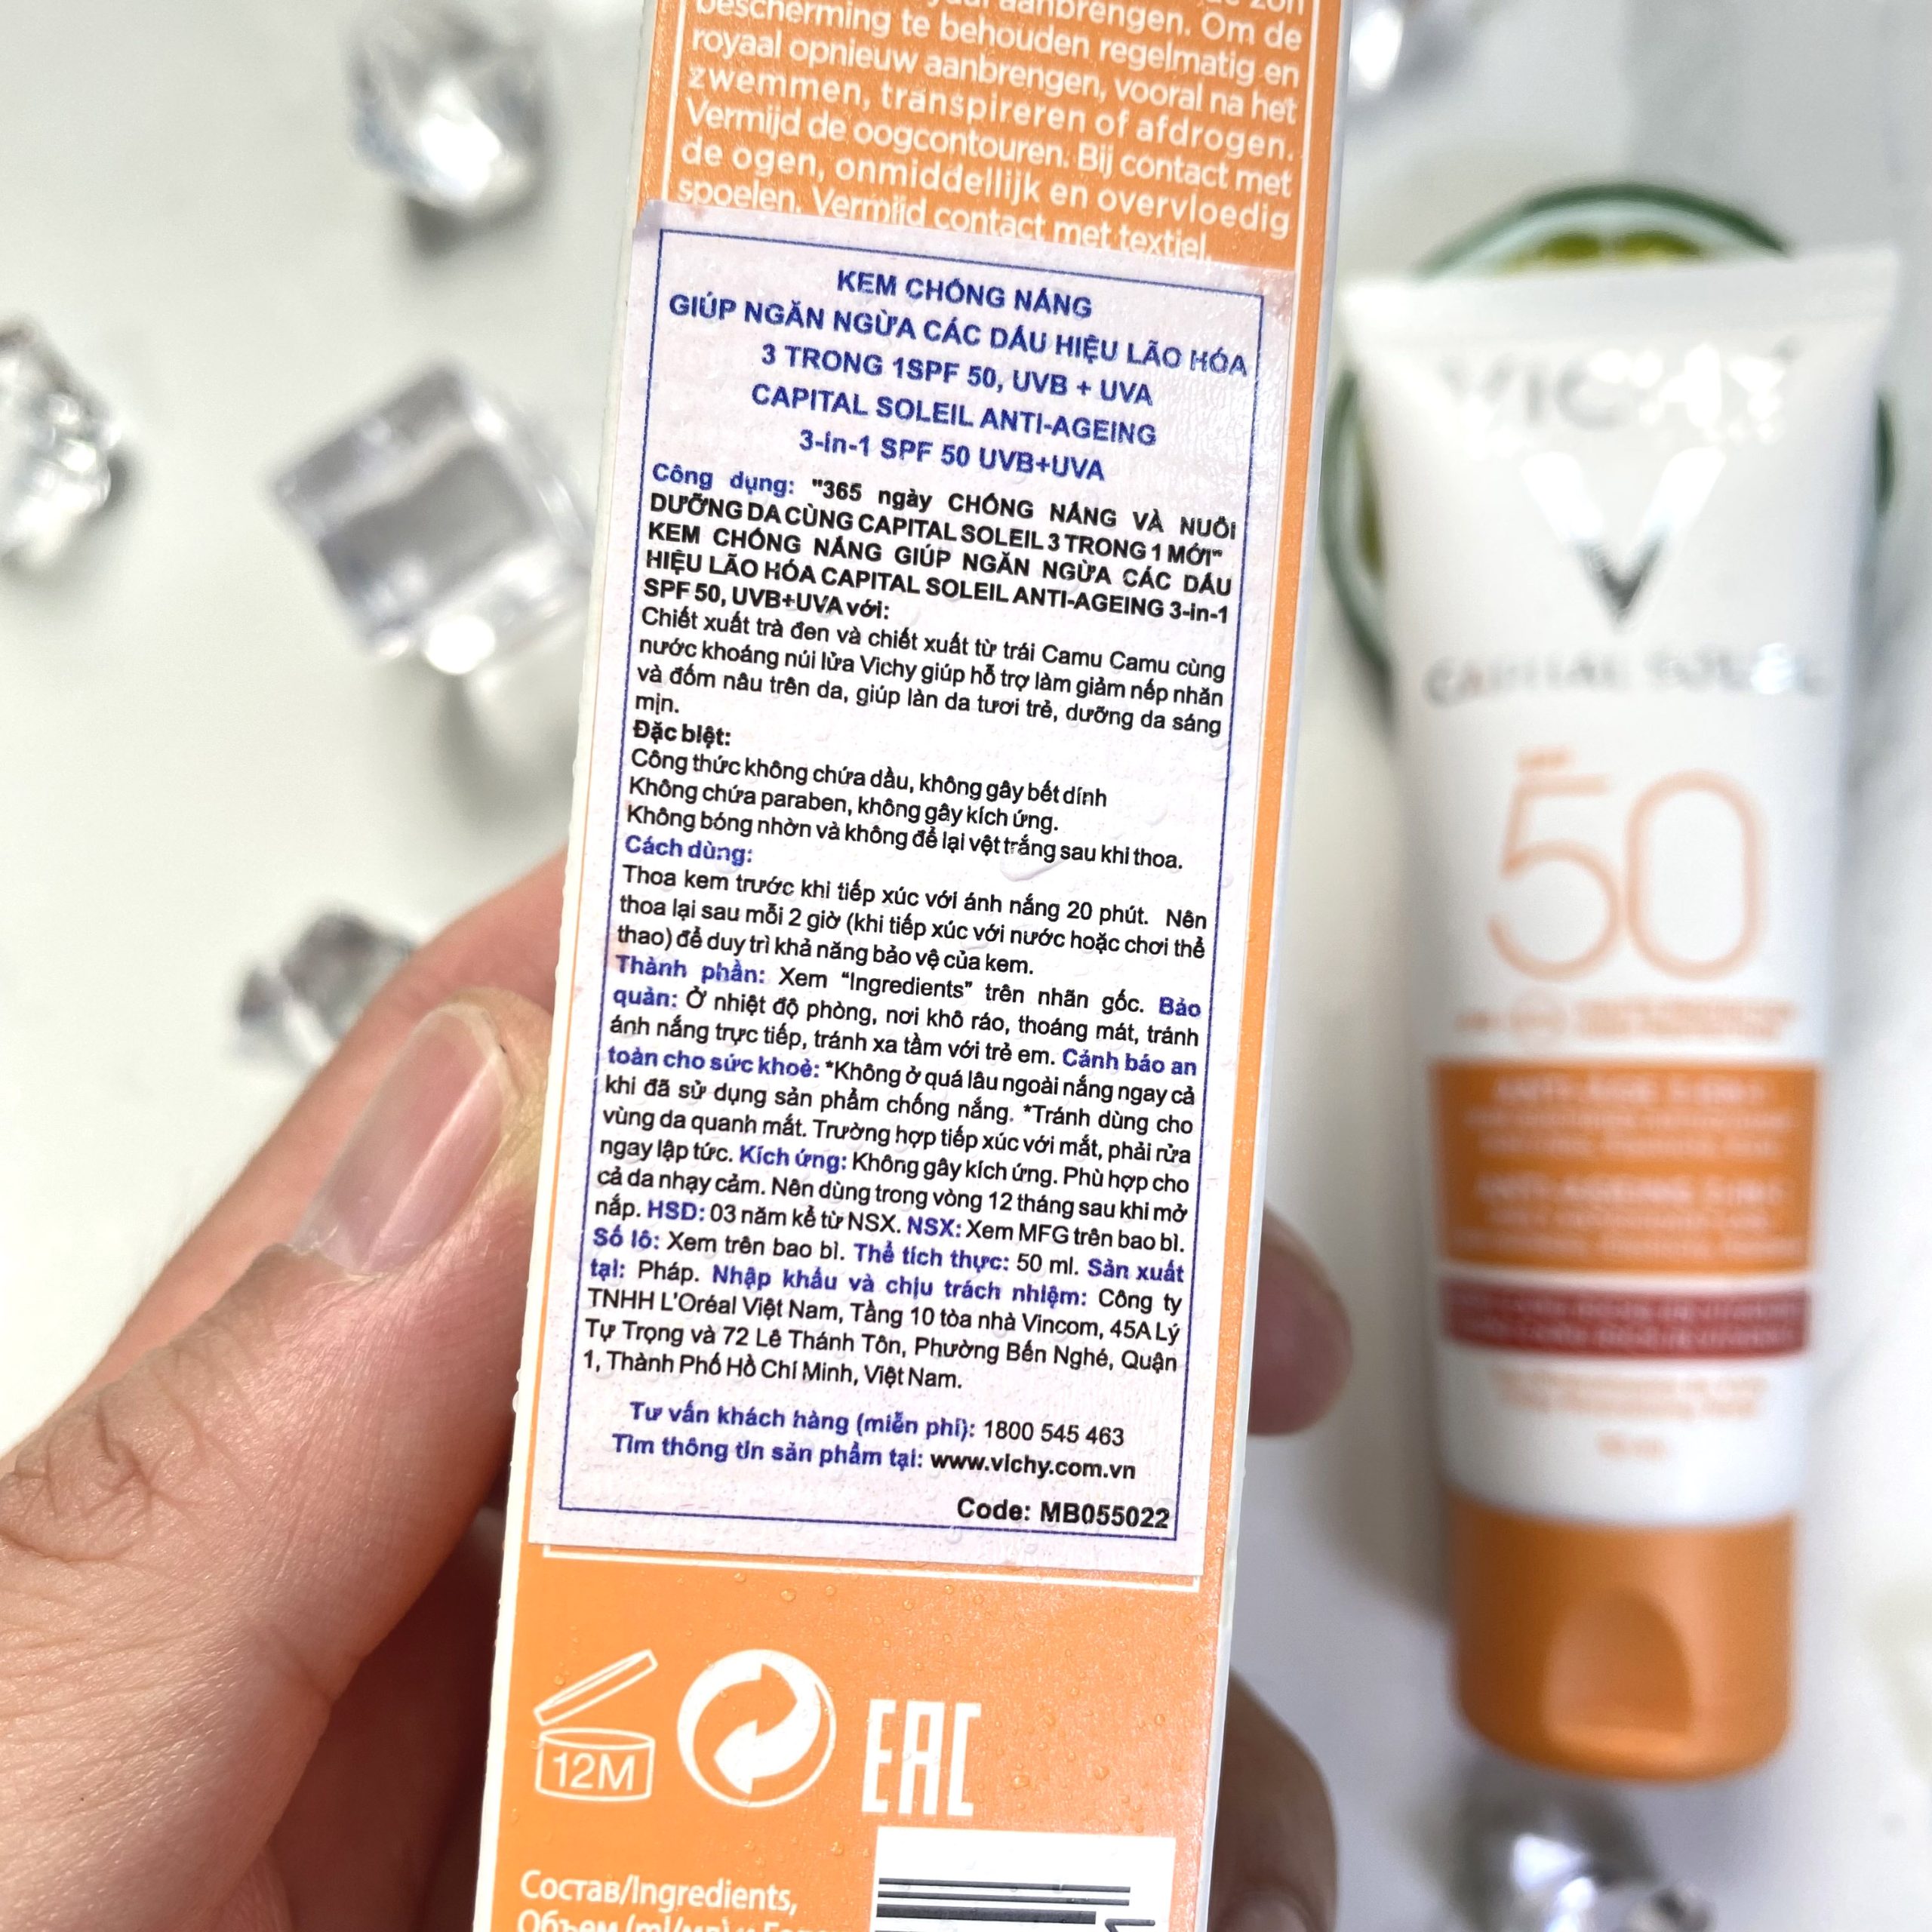 aanbrengen. Om de
bescherming te behouden regelmatig en
royaal opnieuw aanbrengen, vooral na het
zwemmen, transpireren of afdrogen.
Vermijd de oogcontouren. Bij contact met
de ogen, onmiddellijk en overvloedig
spoelen. Vermijd contact met textiel.
KEM CHỐNG NẮNG
GIÚP NGĂN NGỪA CÁC DẤU HIỆU LÃO HÓA
3 TRONG 1SPF 50, UVB + UVA
CAPITAL SOLEIL ANTI-AGEING
3-in-1 SPF 50 UVB+UVA
Công dụng: "365 ngày CHỐNG NẮNG VÀ NUÔI
DƯỠNG DA CÙNG CAPITAL SOLEIL 3 TRONG 1 MỚI"
KEM CHỐNG NẮNG GIÚP NGĂN NGỪA CÁC DẤU
HIỆU LÃO HÓA CAPITAL SOLEIL ANTI-AGEING 3-in-1
SPF 50, UVB+UVA với:
Chiết xuất trà đen và chiết xuất từ trái Camu Camu cùng
nước khoáng núi lửa Vichy giúp hỗ trợ làm giảm nếp nhăn
và đốm nâu trên da, giúp làn da tươi trẻ, dưỡng da sáng
mịn.
Đặc biệt:
Công thức không chứa dầu, không gây bết dính
Không chứa paraben, không gây kích ứng.
Không bóng nhờn và không để lại vệt trắng sau khi thoa.
Cách dùng:
Thoa kem trước khi tiếp xúc với ánh nắng 20 phút. Nên
thoa lại sau mỗi 2 giờ (khi tiếp xúc với nước hoặc chơi thể
thao) để duy trì khả năng bảo vệ của kem.
Thành phần: Xem “Ingredients” trên nhãn gốc. Bảo
quản: Ở nhiệt độ phòng, nơi khô ráo, thoáng mát, tránh
ánh nắng trực tiếp, tránh xa tầm với trẻ em. Cảnh báo an
toàn cho sức khoẻ: *Không ở quá lâu ngoài nắng ngay cả
khi đã sử dụng sản phẩm chống nắng. *Tránh dùng cho
vùng da quanh mắt. Trường hợp tiếp xúc với mắt, phải rửa
ngay lập tức. Kích ứng: Không gây kích ứng. Phù hợp cho
cả da nhạy cảm. Nên dùng trong vòng 12 tháng sau khi mở
nắp. HSD: 03 năm kể từ NSX. NSX: Xem MFG trên bao bì.
Số lô: Xem trên bao bì. Thể tích thực: 50 ml. Sản xuất
tại: Pháp. Nhập khẩu và chịu trách nhiệm: Công ty
TNHH L'Oréal Việt Nam, Tầng 10 tòa nhà Vincom, 45A Lý
Tự Trọng và 72 Lê Thánh Tôn, Phường Bến Nghé, Quận
1, Thành Phố Hồ Chí Minh, Việt Nam.
Tư vấn khách hàng (miễn phí): 1800 545 463
Tìm thông tin sản phẩm tại: www.vichy.com.vn
Code: MB055022
12M
EAC
Состав/Ingredients,
VICHY
CAPITAL SOLEIL
SPF
50